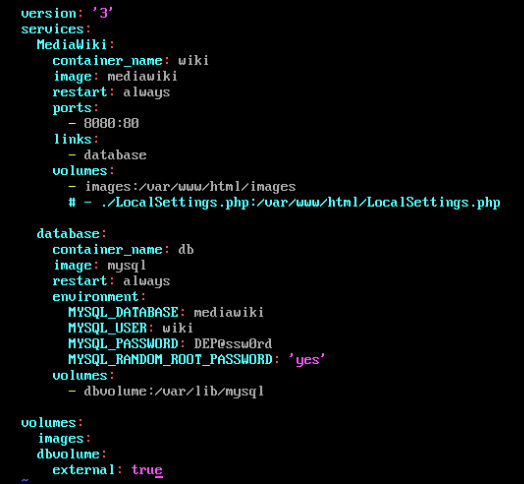 version: '3'
services:
  MediaWiki:
    container_name: wiki
    image: mediawiki
    restart: always
    ports:
      - 8080:80
    links:
      - database
    volumes:
      - images:/var/www/html/images
      # - ./LocalSettings.php:/var/www/html/LocalSettings.php

  database:
    container_name: db
    image: mysql
    restart: always
    environment:
      MYSQL_DATABASE: mediawiki
      MYSQL_USER: wiki
      MYSQL_PASSWORD: DEP@ssw0rd
      MYSQL_RANDOM_ROOT_PASSWORD: 'yes'
    volumes:
      - dbvolume:/var/lib/mysql

volumes:
  images:
  dbvolume:
    external: true
~